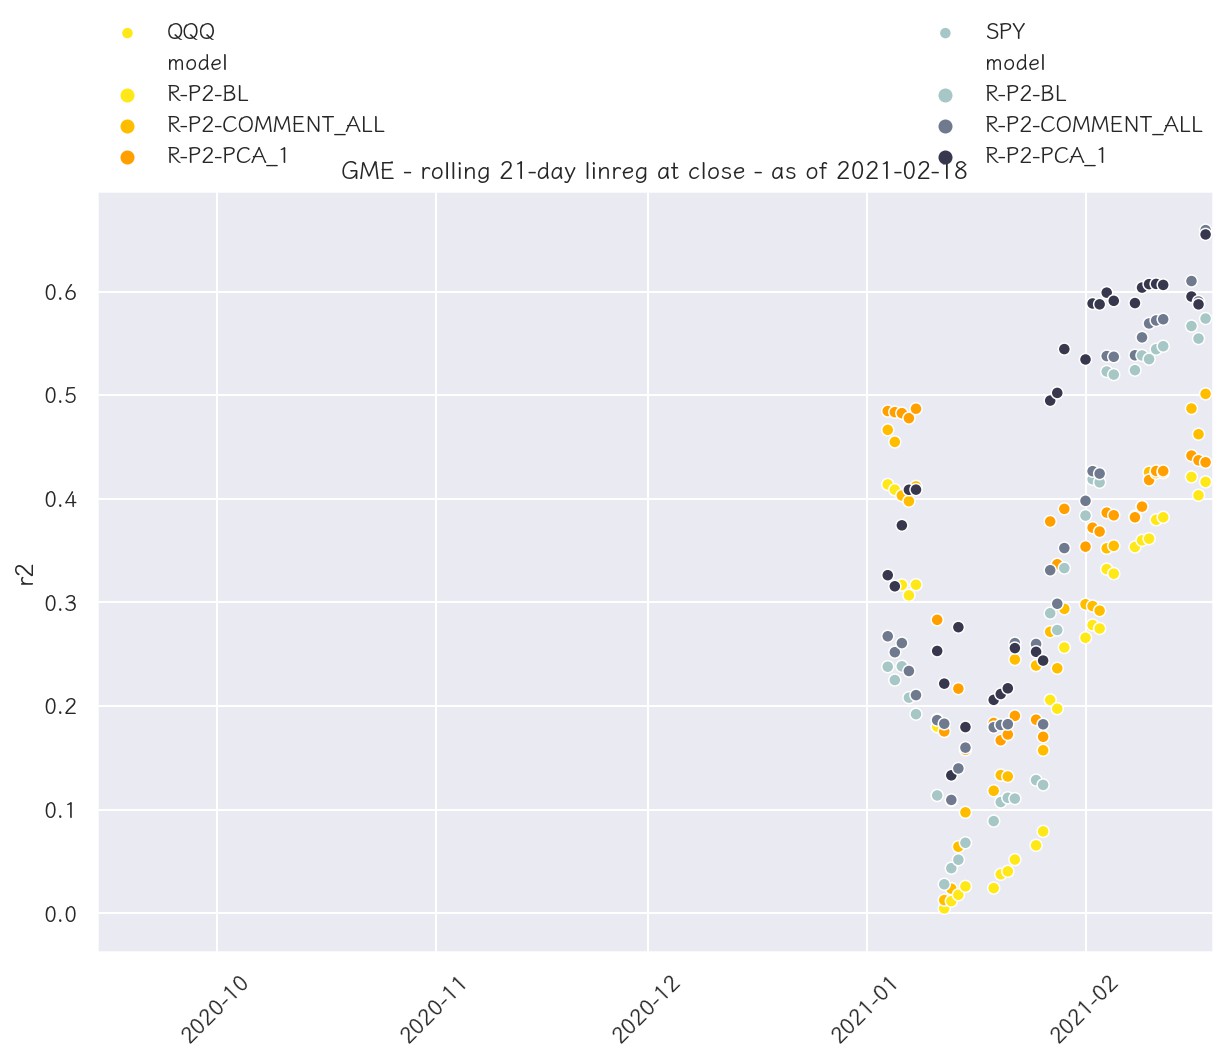 QQQ
model
R-P2-BL
R-P2-COMMENT_ALL
R-P2-PCA_1
SPY
model
R-P2-BL
R-P2-COMMENT_ALL
R-P2-PCA_1
GME - rolling 21-day linreg at close - as of 2021-02-18
0.6
0.5
0.4
0.3
0.2
0.1
0.0
r2
2020-10
2020-11
2020-12
2021-01
2021-02